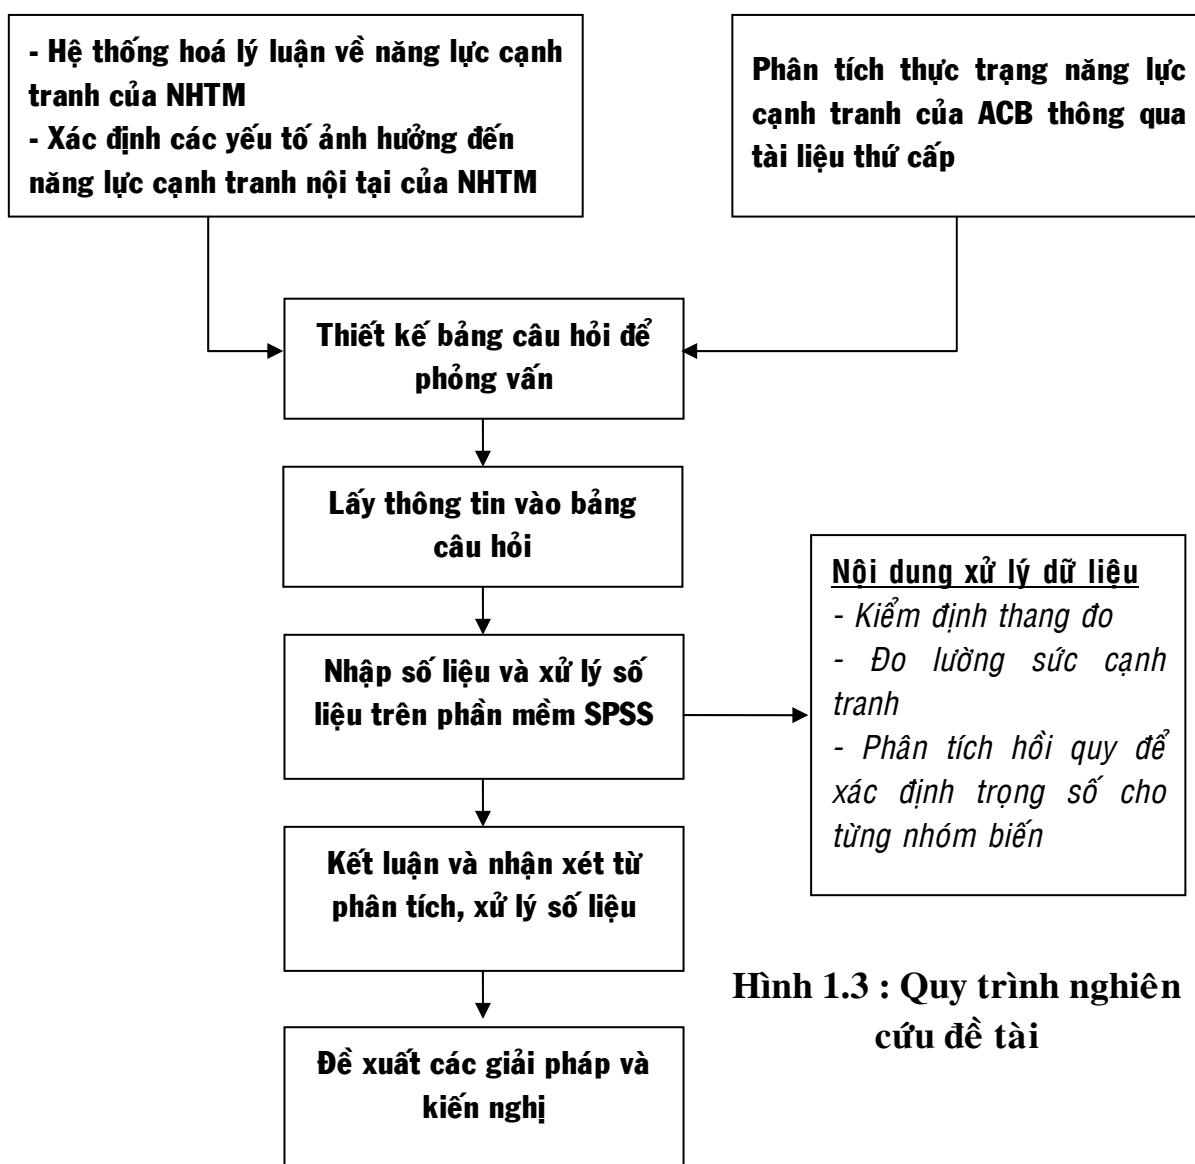 - Hệ thống hoá lý luận về năng lực cạnh
tranh của NHTM
- Xác định các yếu tố ảnh hưởng đến
năng lực cạnh tranh nội tại của NHTM
Phân tích thực trạng năng lực
cạnh tranh của ACB thông qua
tài liệu thứ cấp
Thiết kế bảng câu hỏi để
phỏng vấn
Lấy thông tin vào bảng
câu hỏi
Nhập số liệu và xử lý số
liệu trên phần mềm SPSS
Nội dung xử lý dữ liệu
- Kiểm định thang đo
- Đo lường sức cạnh
tranh
- Phân tích hồi quy để
xác định trọng số cho
từng nhóm biến
Kết luận và nhận xét từ
phân tích, xử lý số liệu
Hình 1.3 : Quy trình nghiên
cứu đề tài
Đề xuất các giải pháp và
kiến nghị